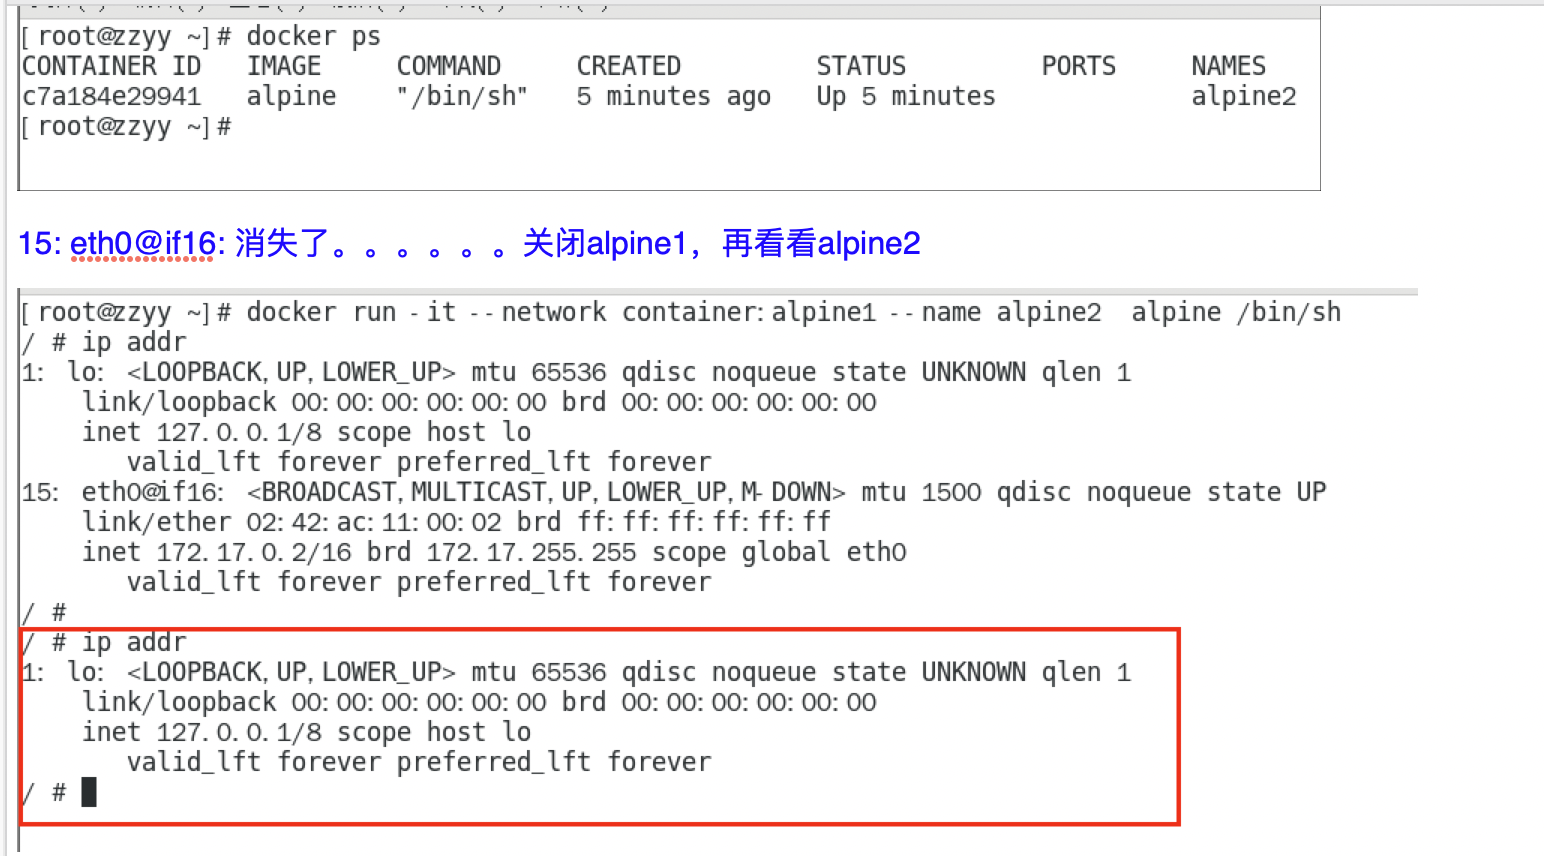 [root@zzyy ~]# docker ps
CONTAINER ID   IMAGE     COMMAND     CREATED         STATUS         PORTS     NAMES
c7a184e29941   alpine    "/bin/sh"   5 minutes ago   Up 5 minutes             alpine2
[root@zzyy ~]#
15: eth0@if16: 消失了。。。。。。关闭alpine1，再看看alpine2
[root@zzyy ~]# docker run -it --network container:alpine1 --name alpine2  alpine /bin/sh
/ # ip addr
1: lo: <LOOPBACK,UP,LOWER_UP> mtu 65536 qdisc noqueue state UNKNOWN qlen 1
    link/loopback 00:00:00:00:00:00 brd 00:00:00:00:00:00
    inet 127.0.0.1/8 scope host lo
       valid_lft forever preferred_lft forever
15: eth0@if16: <BROADCAST,MULTICAST,UP,LOWER_UP,M-DOWN> mtu 1500 qdisc noqueue state UP
    link/ether 02:42:ac:11:00:02 brd ff:ff:ff:ff:ff:ff
    inet 172.17.0.2/16 brd 172.17.255.255 scope global eth0
       valid_lft forever preferred_lft forever
/ #
/ # ip addr
1: lo: <LOOPBACK,UP,LOWER_UP> mtu 65536 qdisc noqueue state UNKNOWN qlen 1
    link/loopback 00:00:00:00:00:00 brd 00:00:00:00:00:00
    inet 127.0.0.1/8 scope host lo
       valid_lft forever preferred_lft forever
/ #